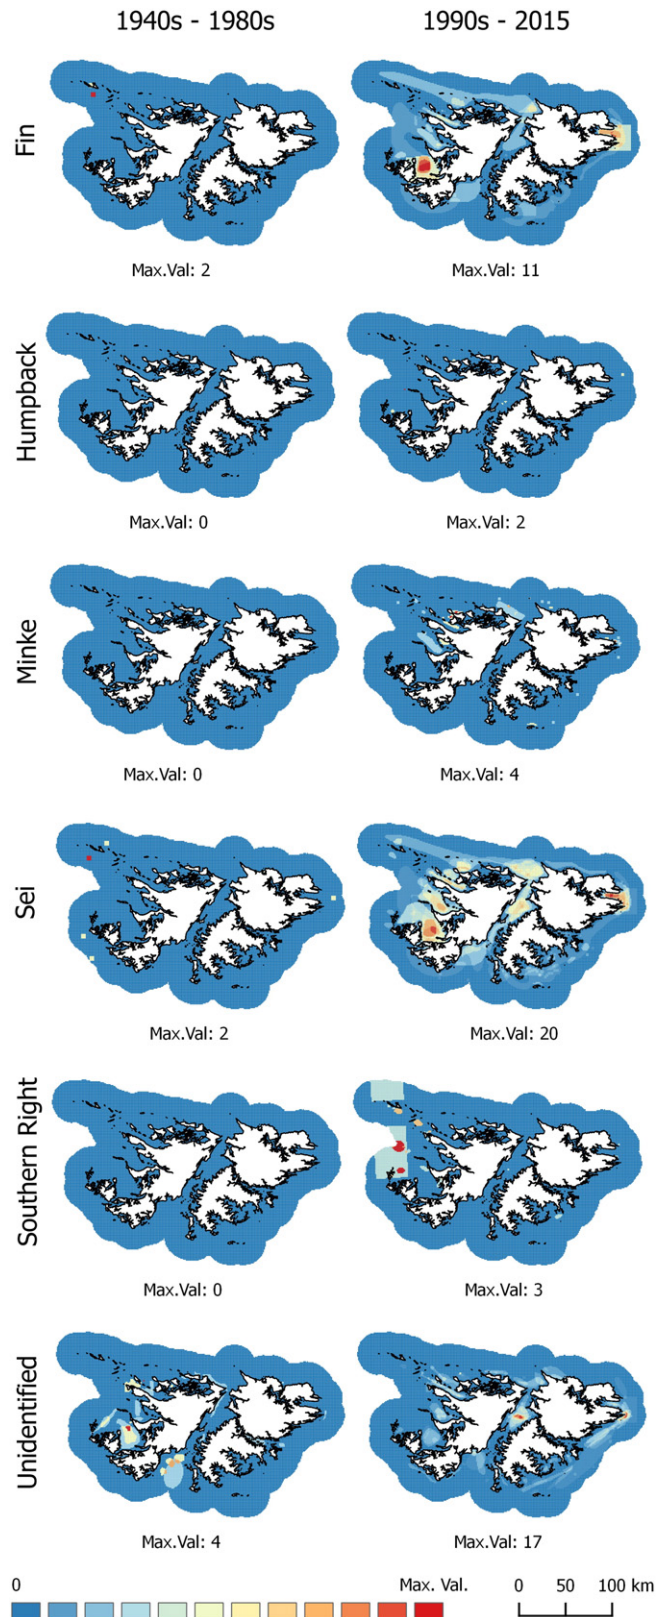 1940s - 1980s 1990s - 2015
Fin
Max.Val: 2 Max.Val: 11
Humpback
Max.Val: 0 Max.Val: 2
Minke
Max.Val: 0 Max.Val: 4
Sei
Max.Val: 2 Max.Val: 20
Southern Right
Max.Val: 0 Max.Val: 3
Unidentified
Max.Val: 4 Max.Val: 17
0 Max. Val. 0 50 100 km